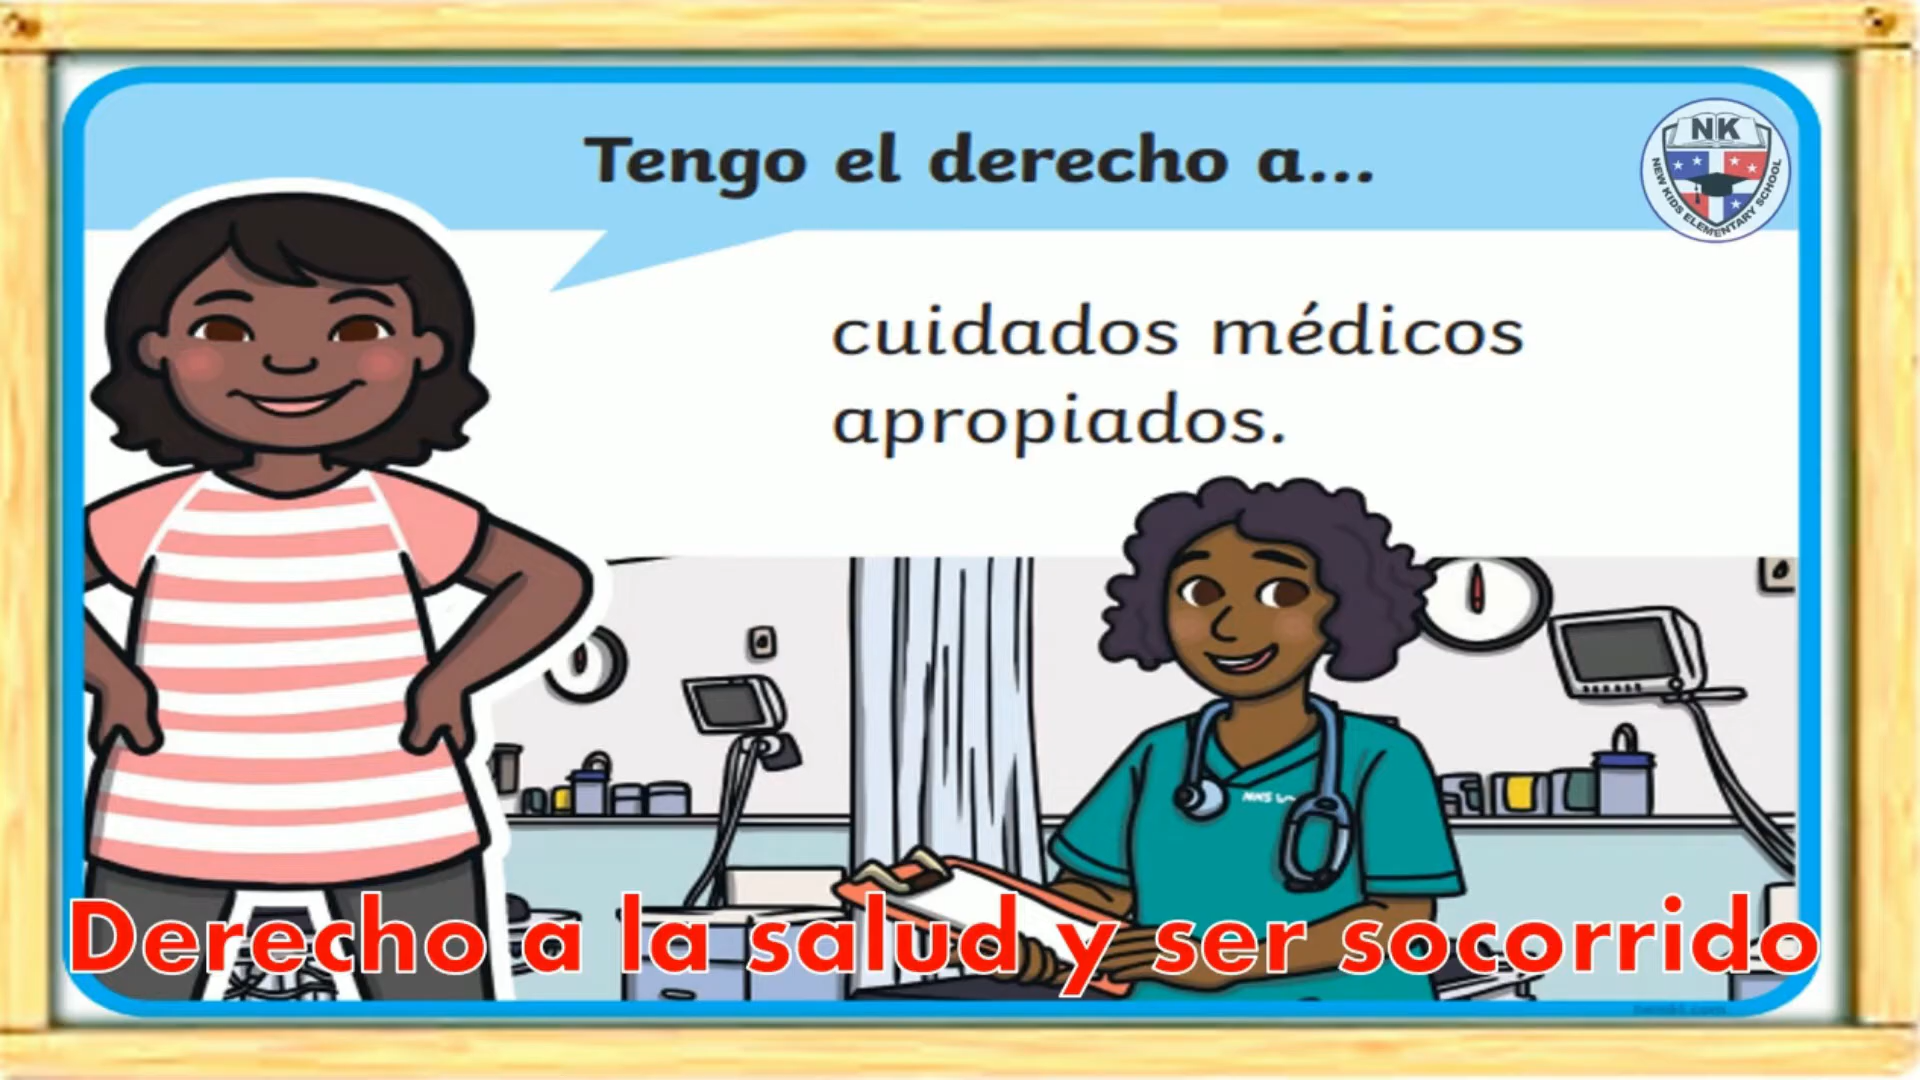 Tengo el derecho a...
NK
NEW KIDS ELEMENTARY SCHOOL
cuidados médicos
apropiados.
Derecho a la salud y ser socorrido